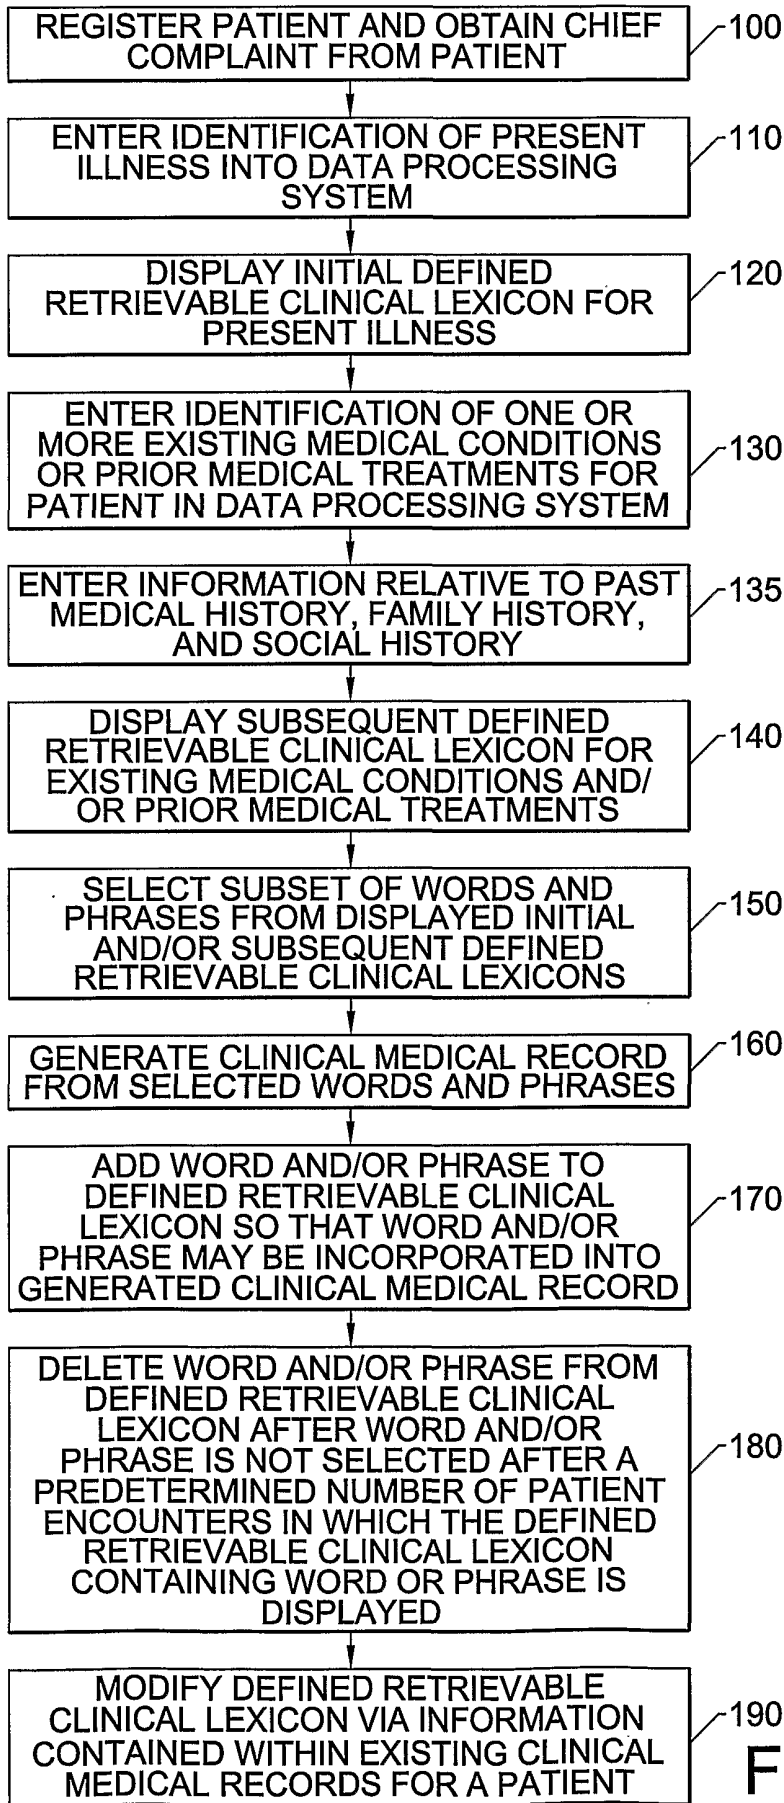 REGISTER PATIENT AND OBTAIN CHIEF
COMPLAINT FROM PATIENT
100
ENTER IDENTIFICATION OF PRESENT
ILLNESS INTO DATA PROCESSING
SYSTEM
110
DISPLAY INITIAL DEFINED
RETRIEVABLE CLINICAL LEXICON FOR
PRESENT ILLNESS
120
ENTER IDENTIFICATION OF ONE OR
MORE EXISTING MEDICAL CONDITIONS
OR PRIOR MEDICAL TREATMENTS FOR
PATIENT IN DATA PROCESSING SYSTEM
130
ENTER INFORMATION RELATIVE TO PAST
MEDICAL HISTORY, FAMILY HISTORY,
AND SOCIAL HISTORY
135
DISPLAY SUBSEQUENT DEFINED
RETRIEVABLE CLINICAL LEXICON FOR
EXISTING MEDICAL CONDITIONS AND/
OR PRIOR MEDICAL TREATMENTS
140
SELECT SUBSET OF WORDS AND
PHRASES FROM DISPLAYED INITIAL
AND/OR SUBSEQUENT DEFINED
RETRIEVABLE CLINICAL LEXICONS
150
GENERATE CLINICAL MEDICAL RECORD
FROM SELECTED WORDS AND PHRASES
160
ADD WORD AND/OR PHRASE TO
DEFINED RETRIEVABLE CLINICAL
LEXICON SO THAT WORD AND/OR
PHRASE MAY BE INCORPORATED INTO
GENERATED CLINICAL MEDICAL RECORD
170
DELETE WORD AND/OR PHRASE FROM
DEFINED RETRIEVABLE CLINICAL
LEXICON AFTER WORD AND/OR
PHRASE IS NOT SELECTED AFTER A
PREDETERMINED NUMBER OF PATIENT
ENCOUNTERS IN WHICH THE DEFINED
RETRIEVABLE CLINICAL LEXICON
CONTAINING WORD OR PHRASE IS
DISPLAYED
180
MODIFY DEFINED RETRIEVABLE
CLINICAL LEXICON VIA INFORMATION
CONTAINED WITHIN EXISTING CLINICAL
MEDICAL RECORDS FOR A PATIENT
190
F